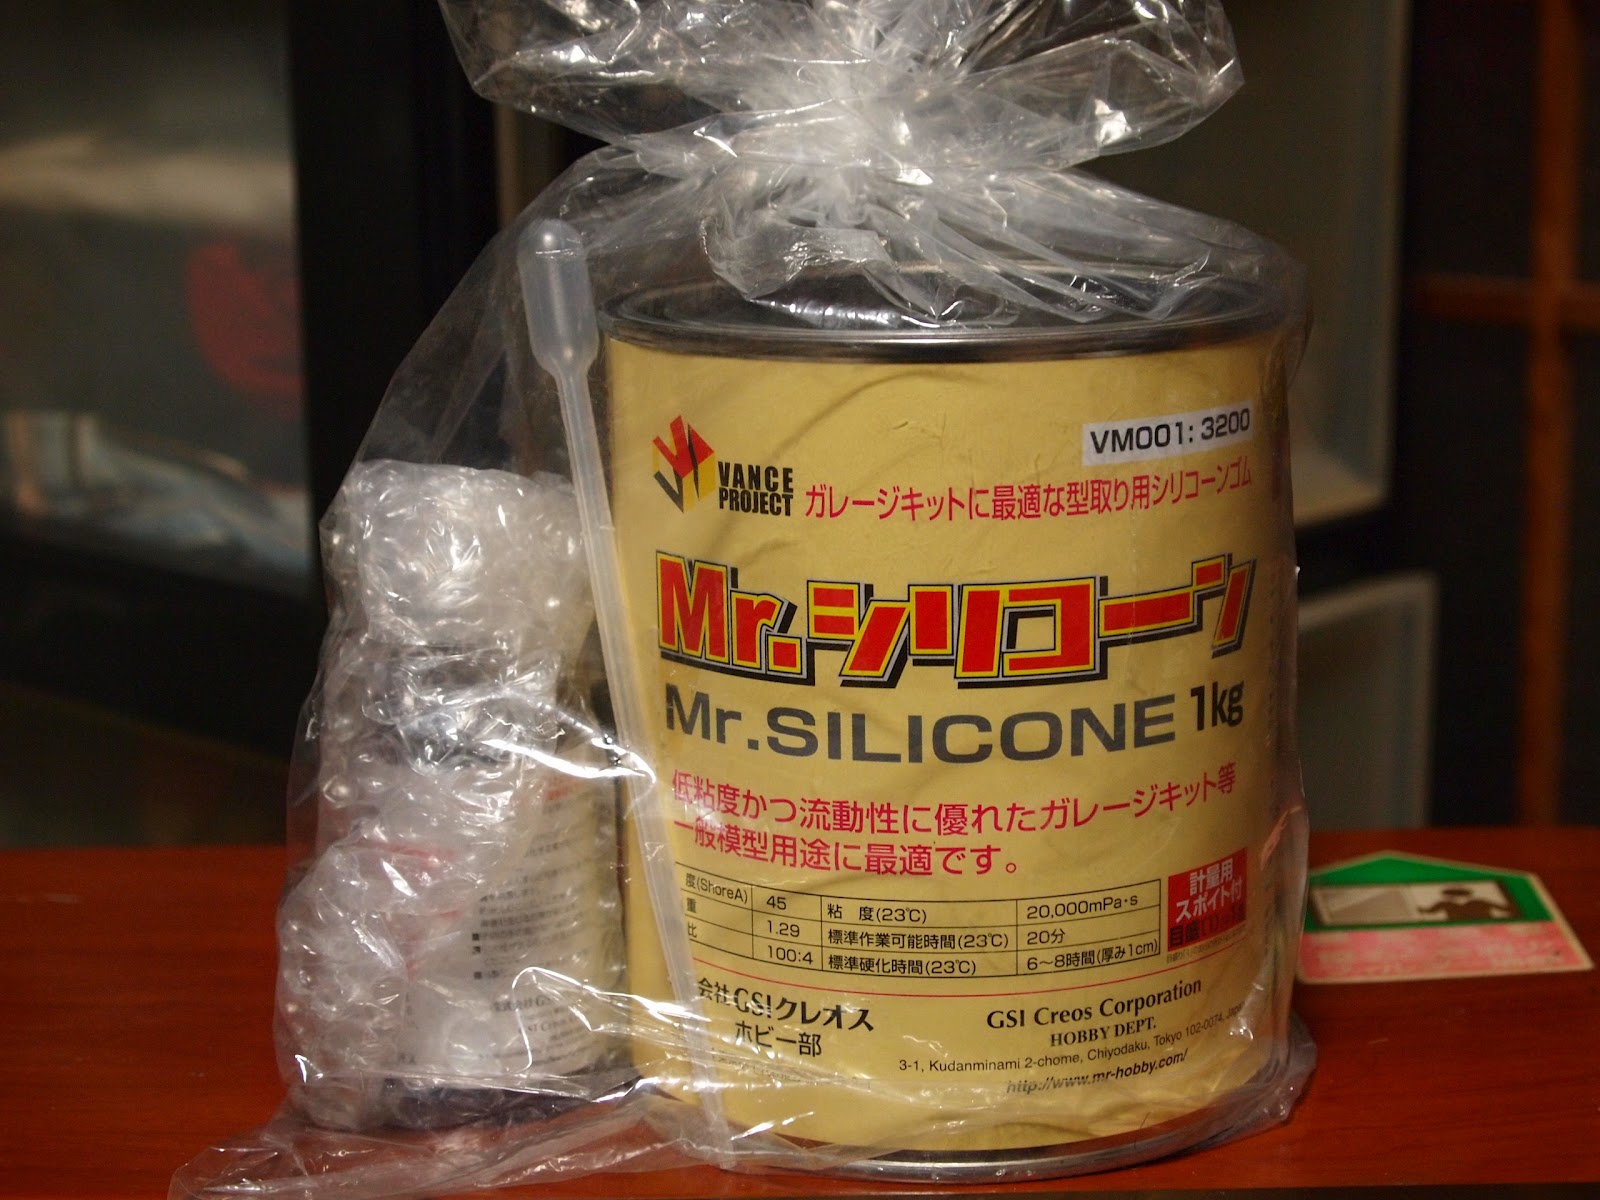 VM001: 3200
VANCE
PROJECT
ガレージキットに最適な型取り用シリコーンゴム
Mr.シリコーン
Mr.SILICONE 1kg
低粘度かつ流動性に優れたガレージキット等
一般模型用途に最適です。
度(ShoreA) 45 粘 度(23℃) 20,000mPa・s
重 1.29 標準作業可能時間(23℃) 20分
比 100:4 標準硬化時間(23℃) 6〜8時間(厚み1cm)
計量用
スポイト付
会社GSIクレオス
ホビー部
GSI Creos Corporation
HOBBY DEPT.
3-1, Kudanminami 2-chome, Chiyodaku, Tokyo 102-0074, Japan
http://www.mr-hobby.com/